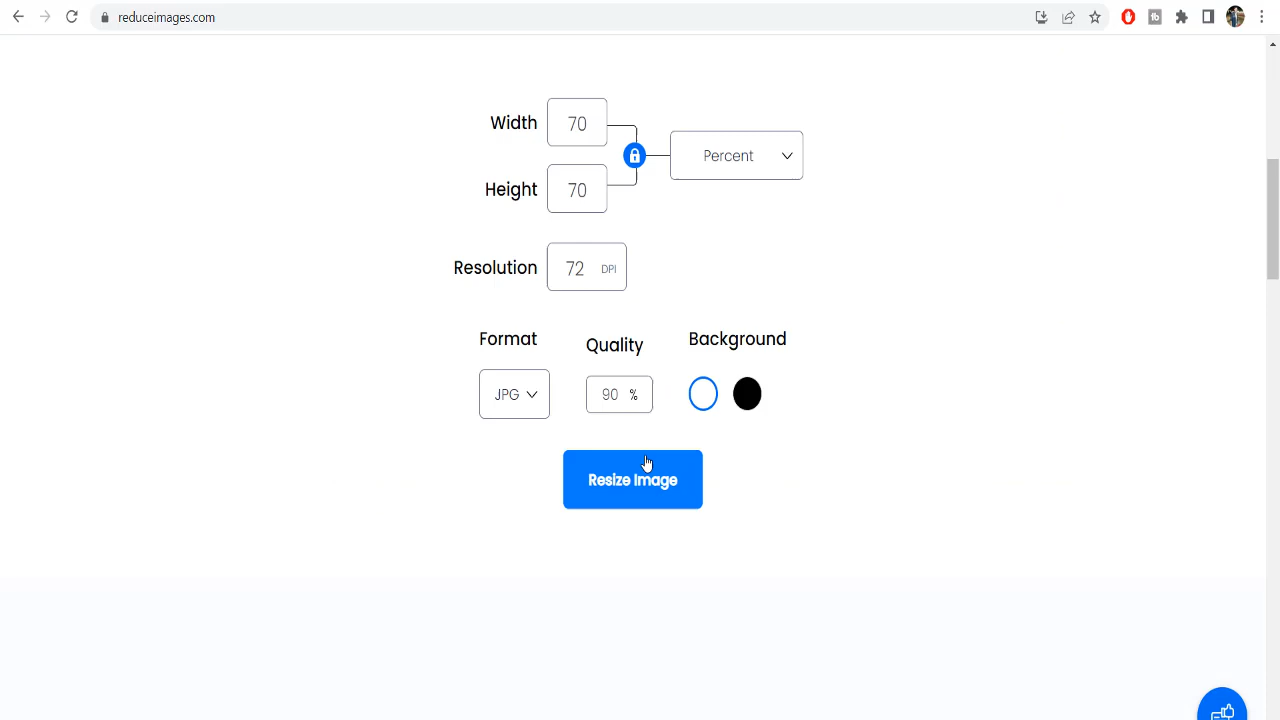 reduceimages.com
Width 70
Percent
Height 70
Resolution 72 DPI
Format Quality Background
JPG 90 %
Resize Image